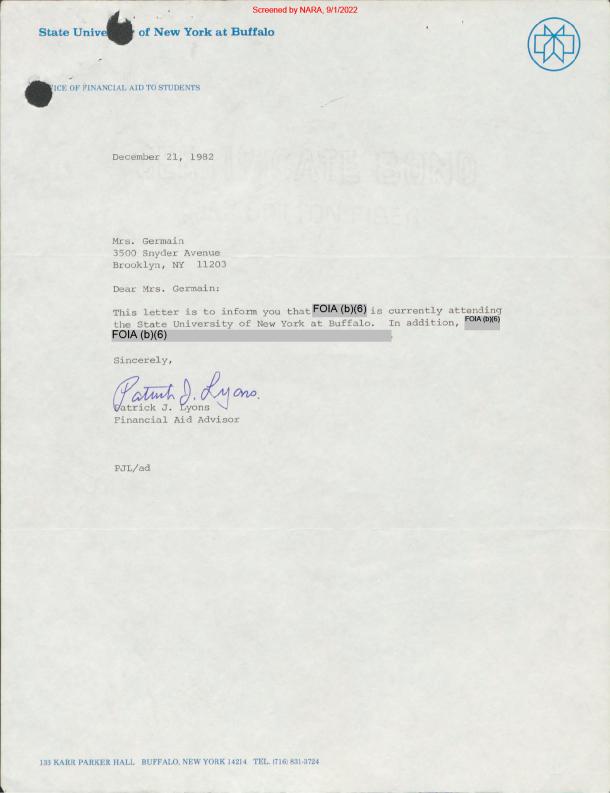 Screened by NARA, 9/1/2022
State Unive of New York at Buffalo
ICE OF FINANCIAL AID TO STUDENTS
December 21, 1982
Mrs. Germain
3500 Snyder Avenue
Brooklyn, NY 11203
Dear Mrs. Germain:
This letter is to inform you that FOIA (b)(6) is currently attending
the State University of New York at Buffalo. In addition, FOIA (b)(6)
FOIA (b)(6) .
Sincerely,
Patrick J. Lyons.
Patrick J. Lyons
Financial Aid Advisor
PJL/ad
133 KARR PARKER HALL BUFFALO, NEW YORK 14214 TEL. (716) 831-3724